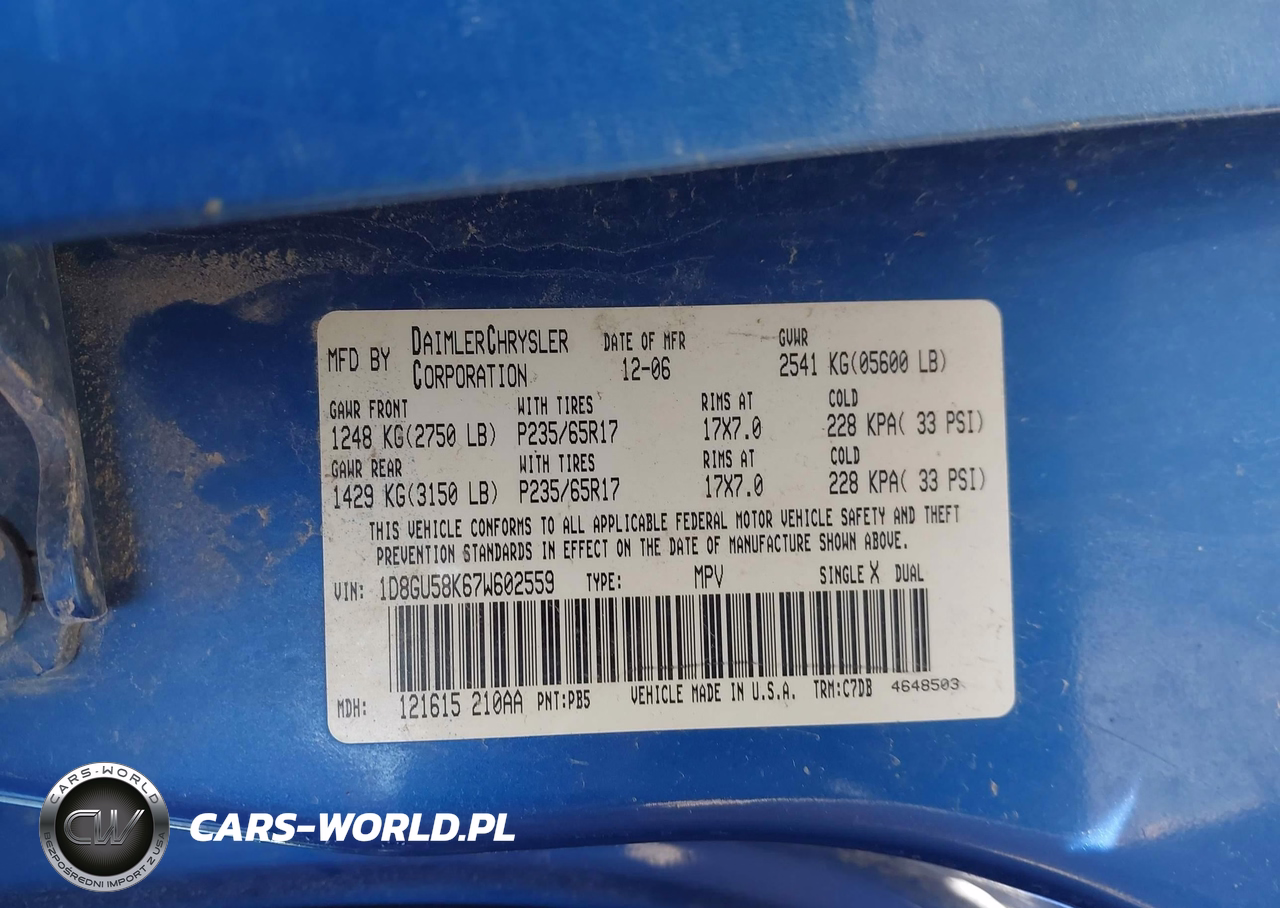 MFD BY DAIMLERCHRYSLER CORPORATION DATE OF MFR 12-06 GVWR 2541 KG(05600 LB)
GAWR FRONT WITH TIRES RIMS AT COLD
1248 KG(2750 LB) P235/65R17 17X7.0 228 KPA( 33 PSI)
GAWR REAR WITH TIRES RIMS AT COLD
1429 KG(3150 LB) P235/65R17 17X7.0 228 KPA( 33 PSI)
THIS VEHICLE CONFORMS TO ALL APPLICABLE FEDERAL MOTOR VEHICLE SAFETY AND THEFT
PREVENTION STANDARDS IN EFFECT ON THE DATE OF MANUFACTURE SHOWN ABOVE.
VIN: 1D8GU58K67W602559 TYPE: MPV SINGLE X DUAL
MDH: 121615 210AA PNT:PB5 VEHICLE MADE IN U.S.A. TRM:C7DB 4648503
CARS-WORLD
CW
BEZPOŚREDNI IMPORT Z USA
CARS-WORLD.PL